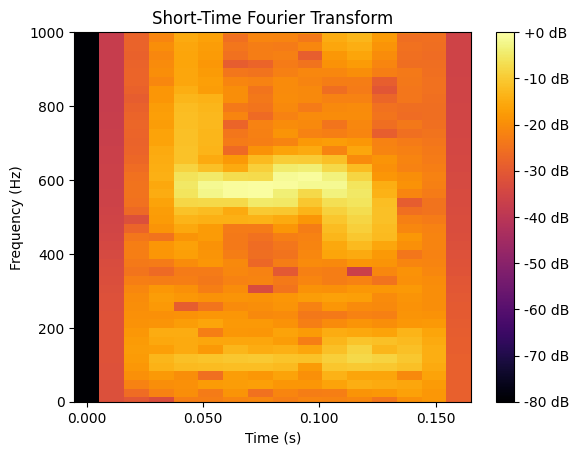 Short-Time Fourier Transform
Frequency (Hz)
1000
800
600
400
200
0
0.000
0.050
0.100
0.150
Time (s)
+0 dB
-10 dB
-20 dB
-30 dB
-40 dB
-50 dB
-60 dB
-70 dB
-80 dB